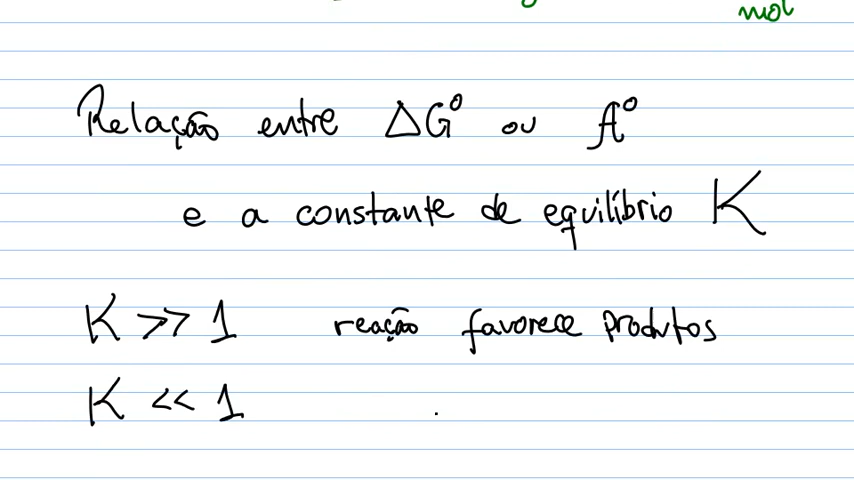 mol
Relação entre ΔG° ou A°
e a constante de equilíbrio K
K >> 1 reação favorece produtos
K << 1